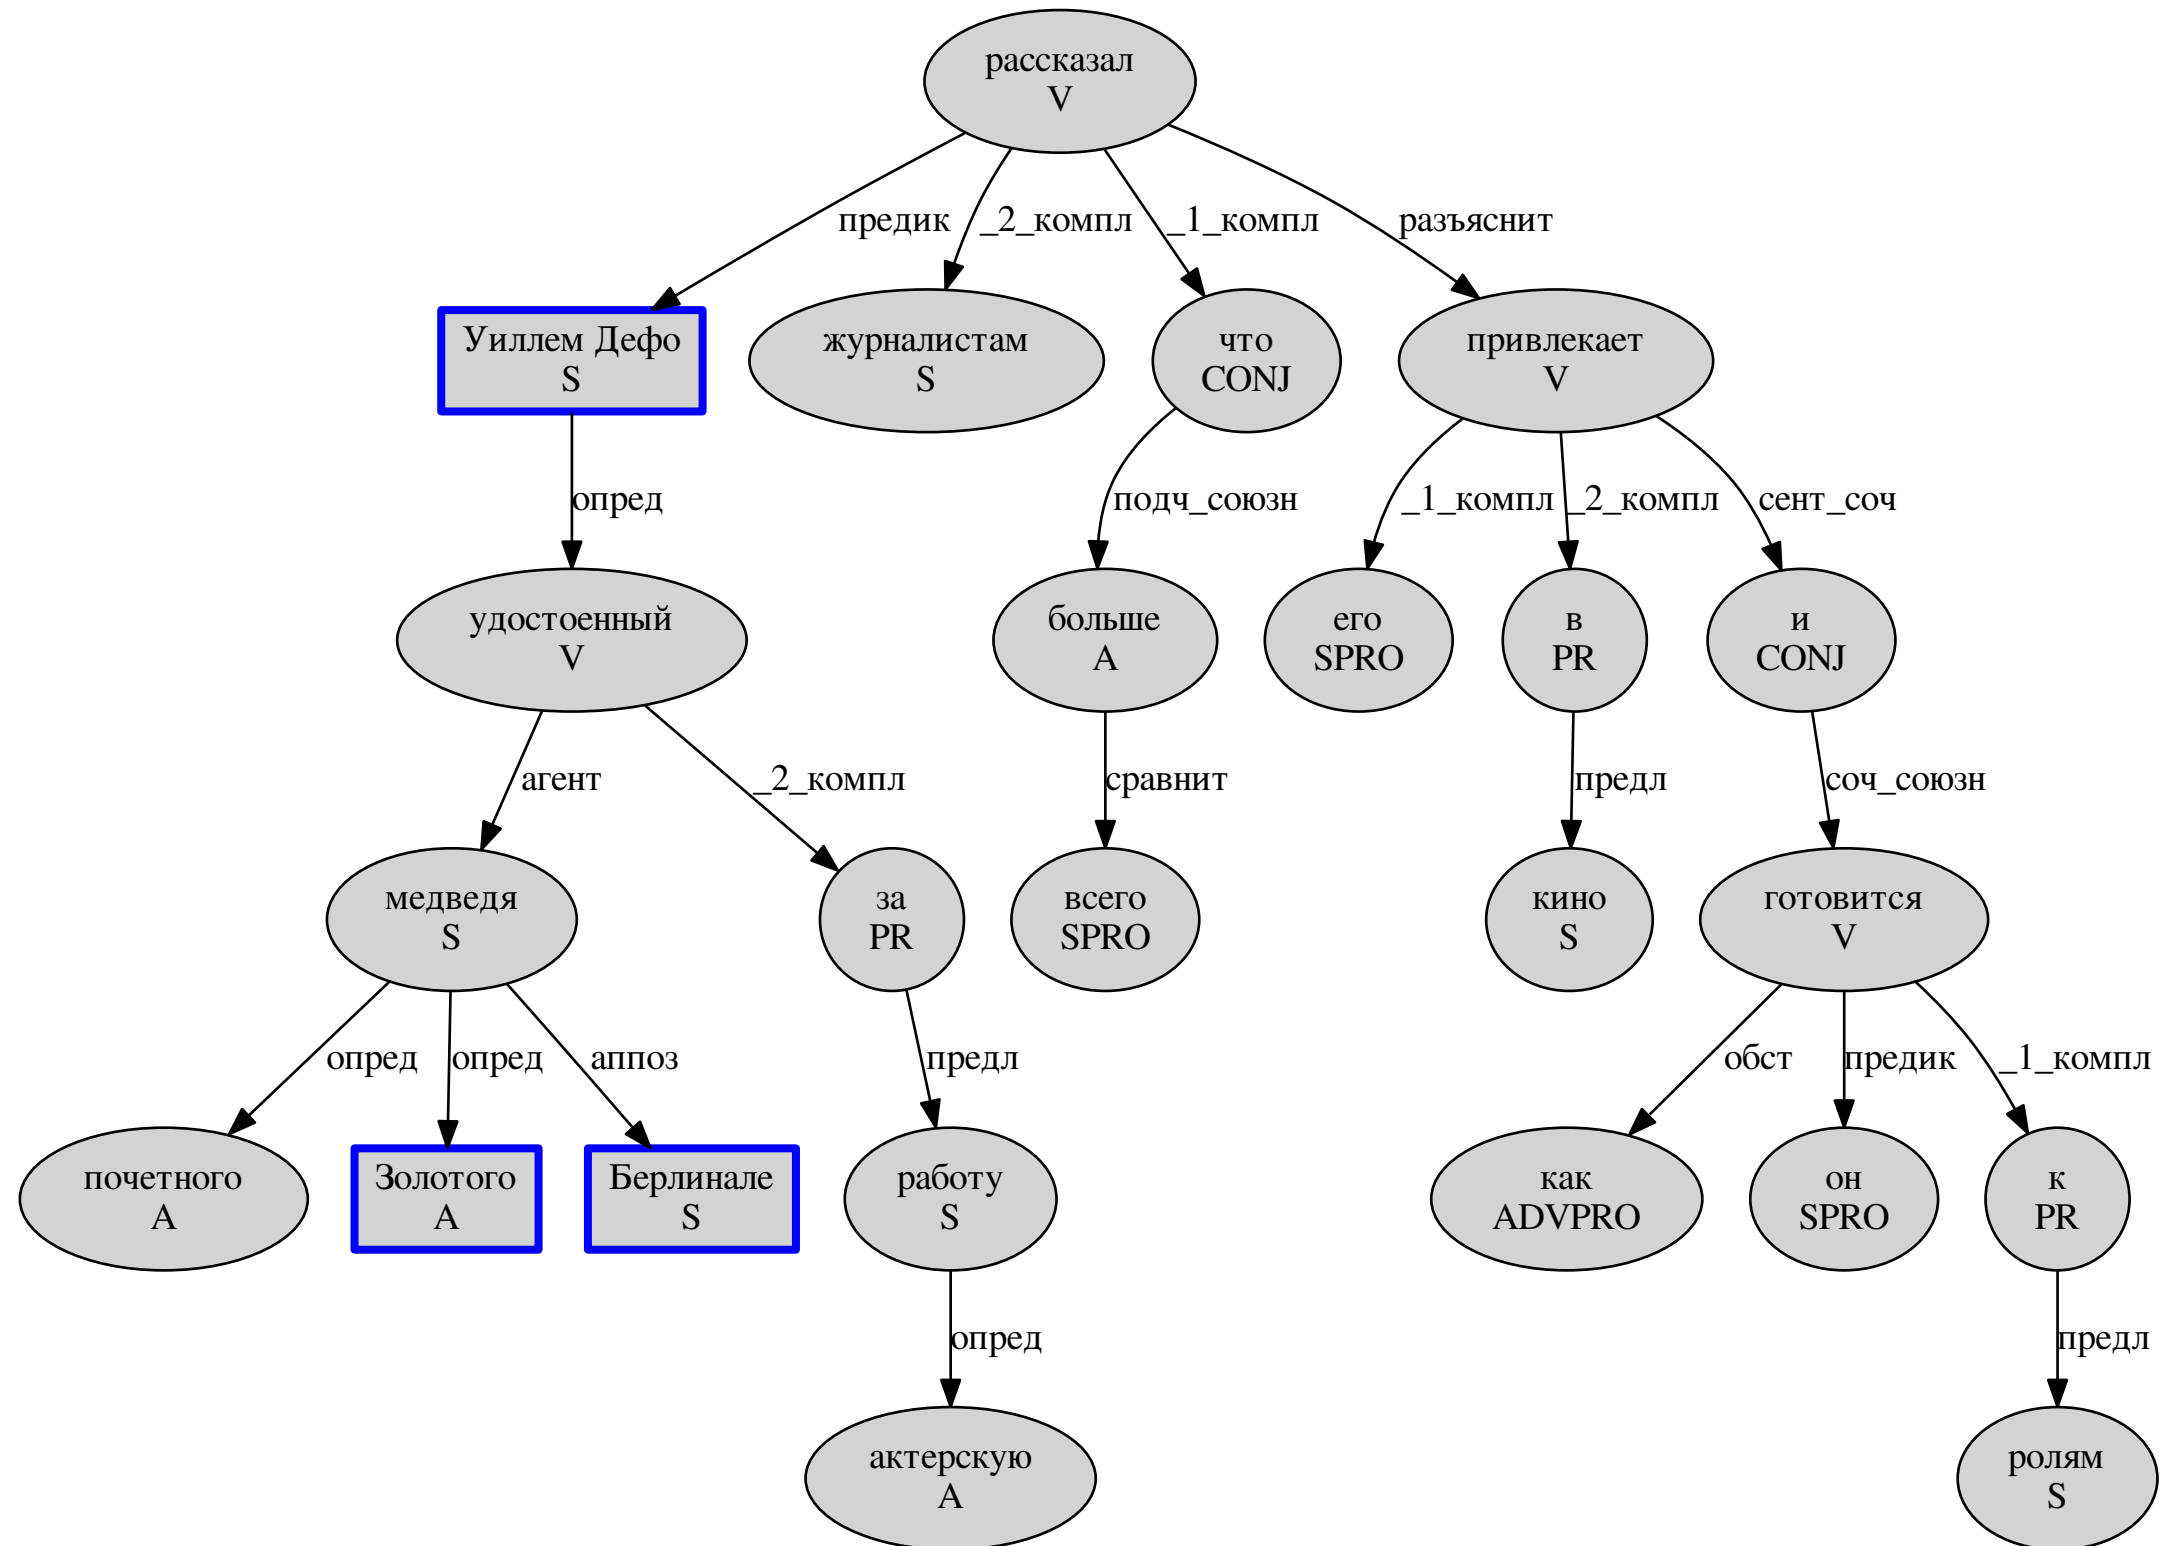 рассказал
V
предик
_2_компл
_1_компл
разъяснит
Уиллем Дефо
S
журналистам
S
что
CONJ
привлекает
V
опред
подч_союзн
_1_компл
_2_компл
сент_соч
удостоенный
V
больше
A
его
SPRO
в
PR
и
CONJ
агент
_2_компл
сравнит
предл
соч_союзн
медведя
S
за
PR
всего
SPRO
кино
S
готовится
V
опред
опред
аппоз
предл
обст
предик
_1_компл
почетного
A
Золотого
A
Берлинале
S
работу
S
как
ADVPRO
он
SPRO
к
PR
опред
предл
актерскую
A
ролям
S